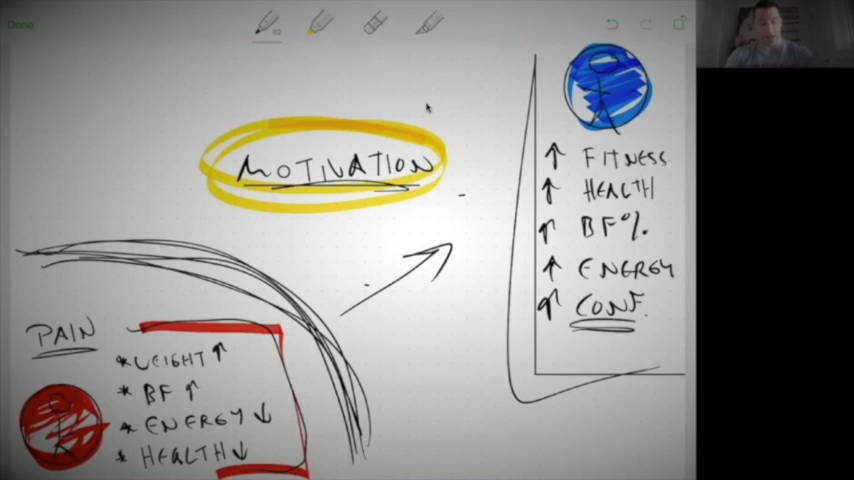 Done
MOTIVATION
↑ FITNESS
↑ HEALTH
↑ BF%
↑ ENERGY
↑ CONF.
PAIN
* WEIGHT ↑
* BF ↑
* ENERGY ↓
* HEALTH ↓